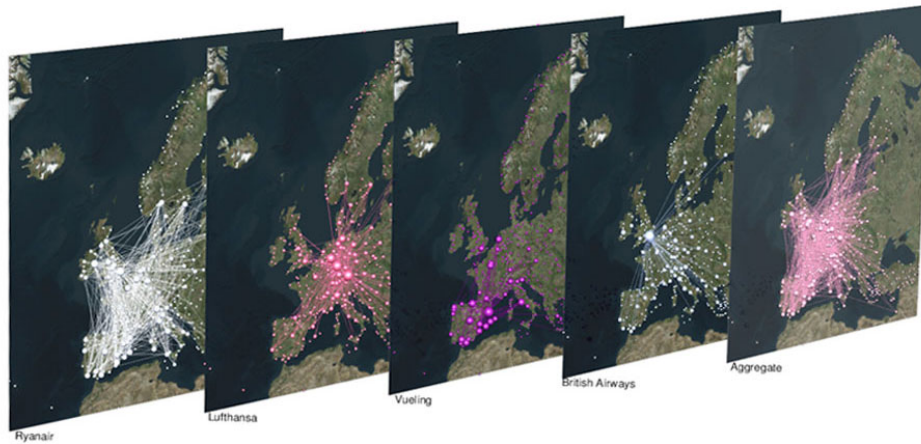 Ryanair
Lufthansa
Vueling
British Airways
Aggregate